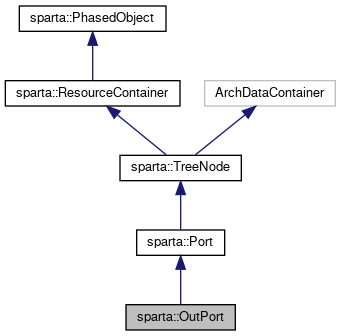 sparta::PhasedObject
sparta::ResourceContainer
ArchDataContainer
sparta::TreeNode
sparta::Port
sparta::OutPort